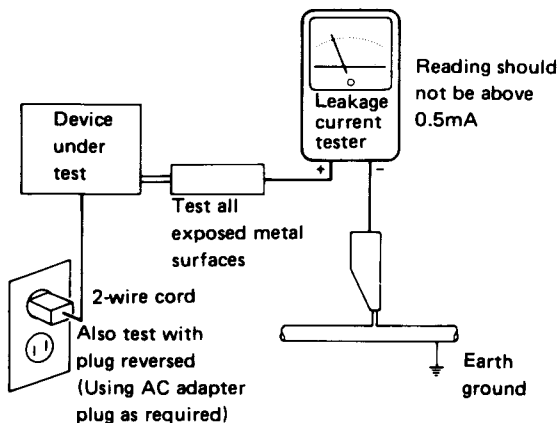 Device
under
test
Leakage
current
tester
+
-
Reading should
not be above
0.5mA
Test all
exposed metal
surfaces
2-wire cord
Also test with
plug reversed
(Using AC adapter
plug as required)
Earth
ground